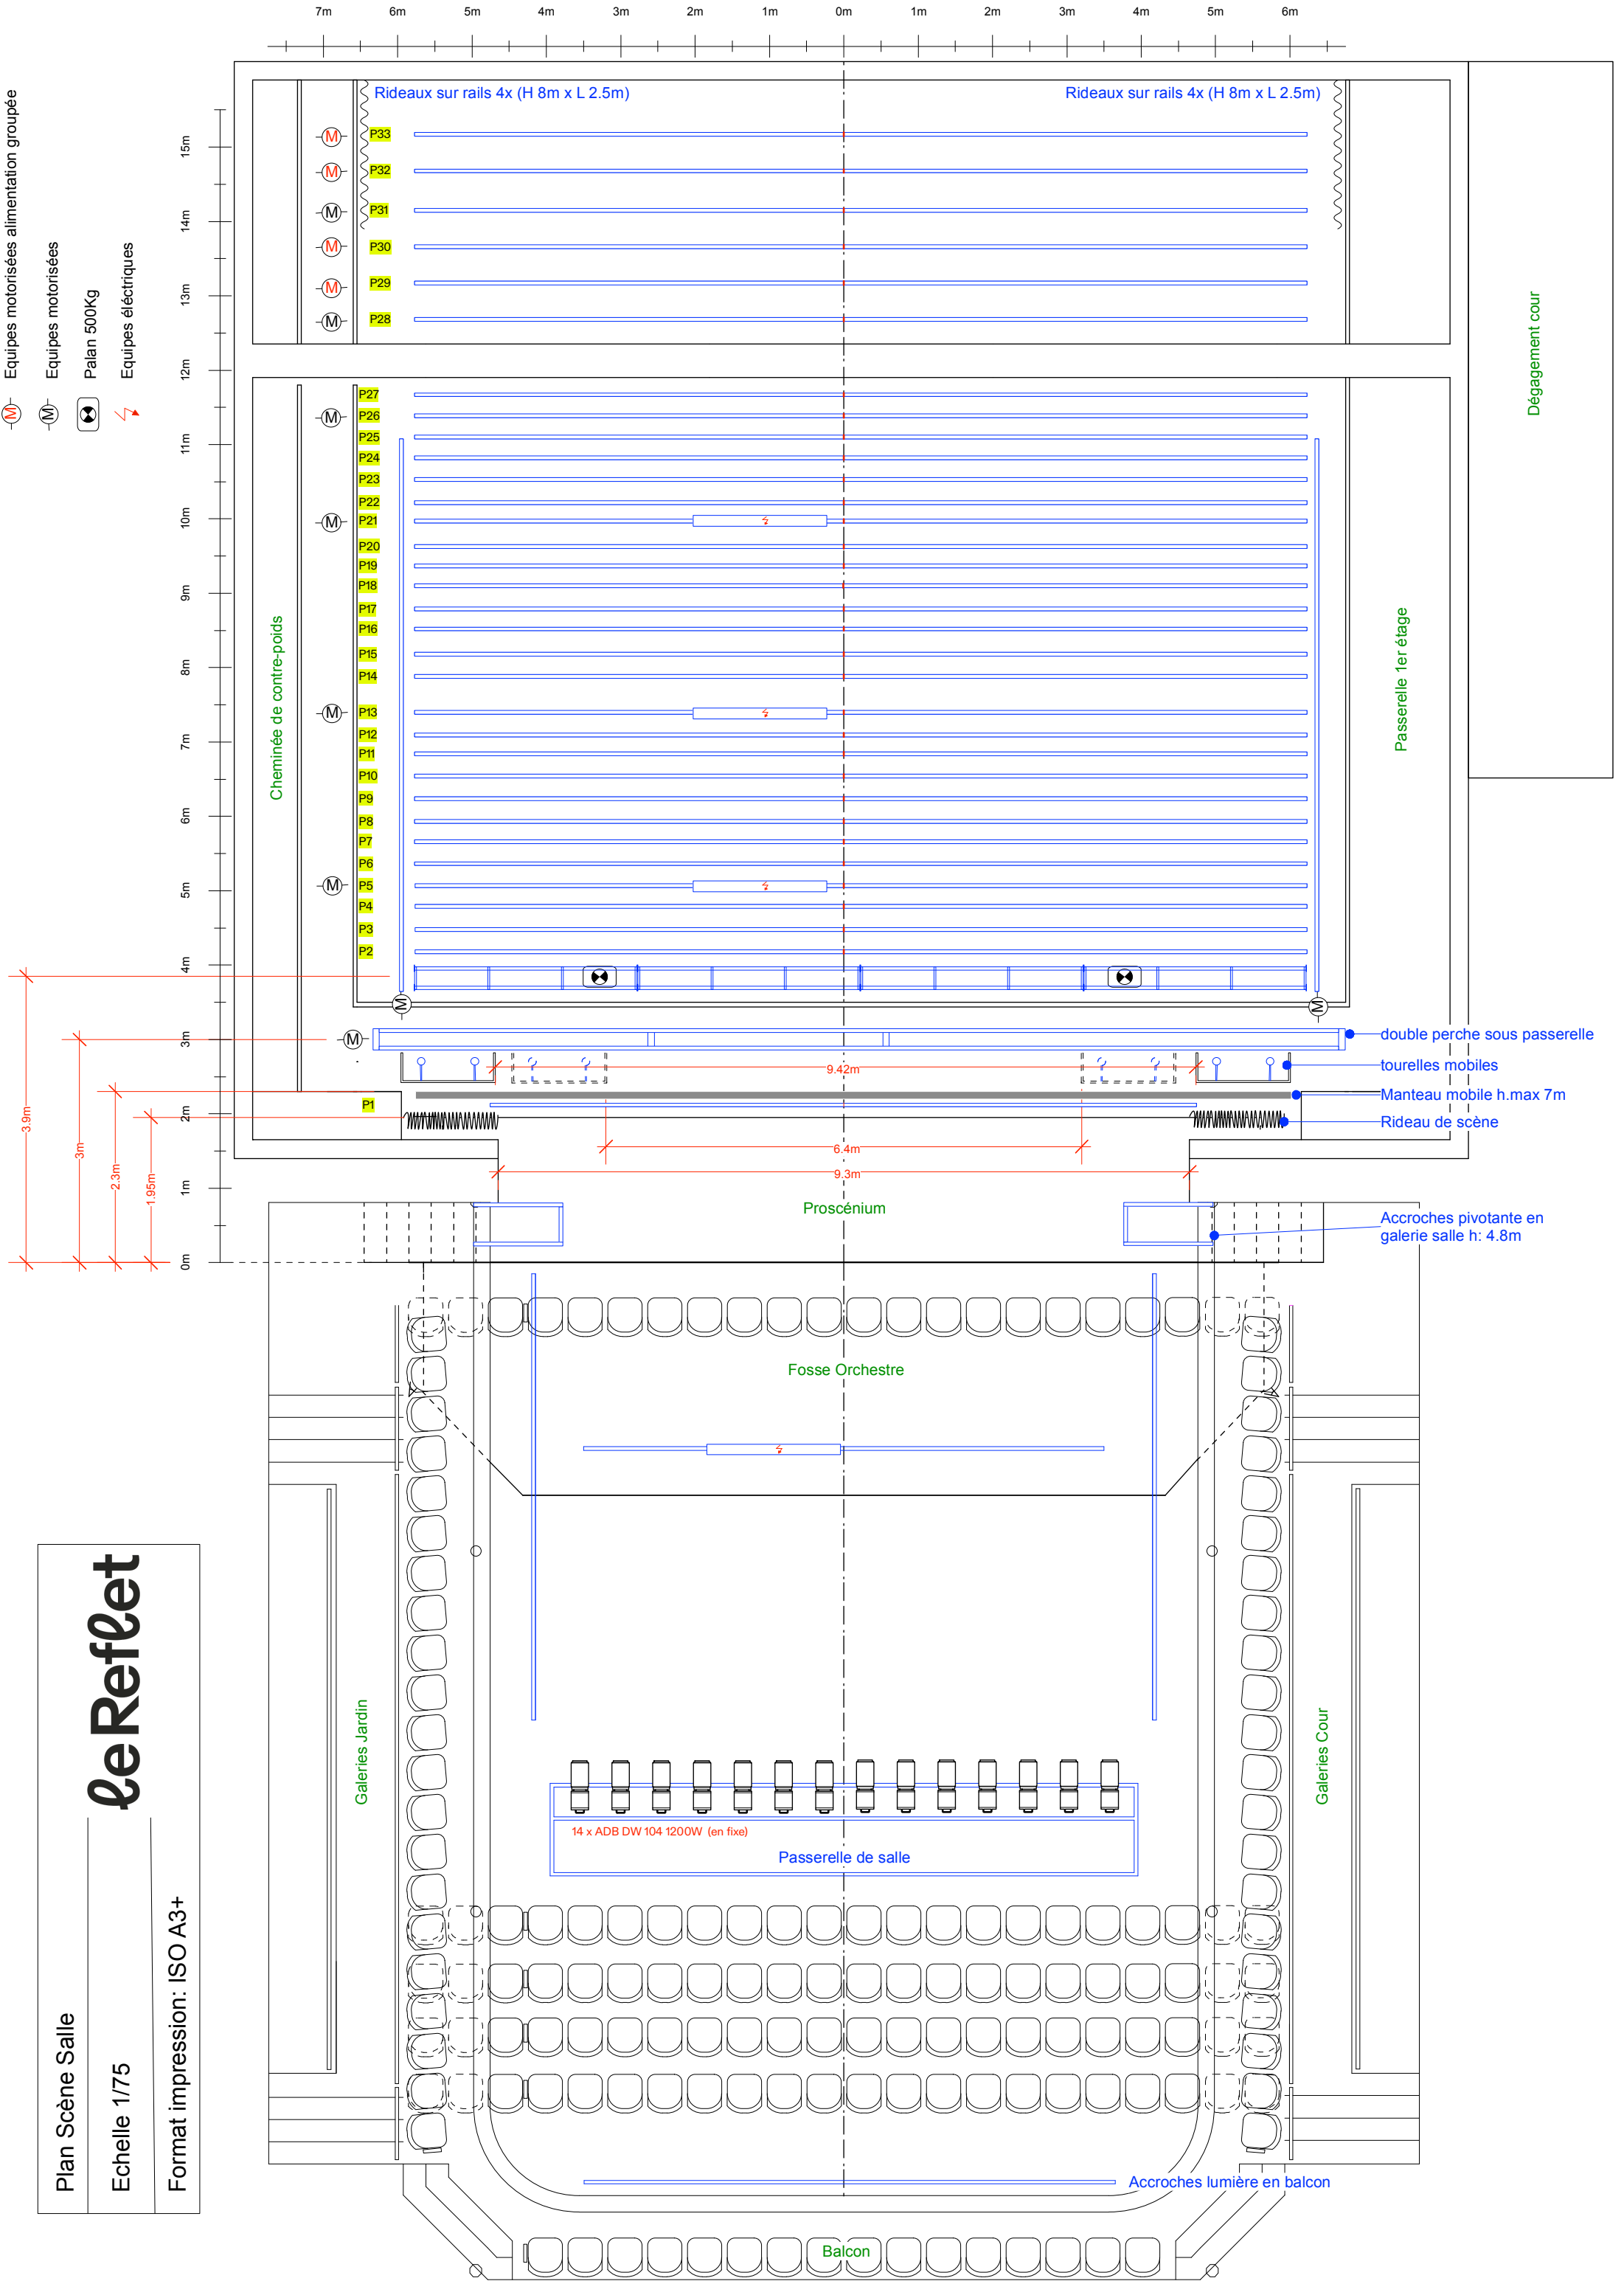 7m 6m 5m 4m 3m 2m 1m 0m 1m 2m 3m 4m 5m 6m
Equipes motorisées alimentation groupée
Equipes motorisées
Palan 500Kg
Equipes éléctriques
M
M
Rideaux sur rails 4x (H 8m x L 2.5m)
Rideaux sur rails 4x (H 8m x L 2.5m)
15m
14m
13m
12m
11m
10m
9m
8m
7m
6m
5m
4m
3m
2m
1m
0m
M P33
M P32
M P31
M P30
M P29
M P28
P27
M P26
P25
P24
P23
P22
M P21
P20
P19
P18
P17
P16
P15
P14
M P13
P12
P11
P10
P9
P8
P7
P6
M P5
P4
P3
P2
M
M
M
P1
Cheminée de contre-poids
Passerelle 1er étage
Dégagement cour
double perche sous passerelle
tourelles mobiles
Manteau mobile h.max 7m
Rideau de scène
3.9m
3m
2.3m
1.95m
9.42m
6.4m
9.3m
Proscénium
Accroches pivotante en
galerie salle h: 4.8m
Fosse Orchestre
Galeries Jardin
Galeries Cour
14 x ADB DW 104 1200W (en fixe)
Passerelle de salle
Accroches lumière en balcon
Balcon
leReflet
Plan Scène Salle
Echelle 1/75
Format impression: ISO A3+